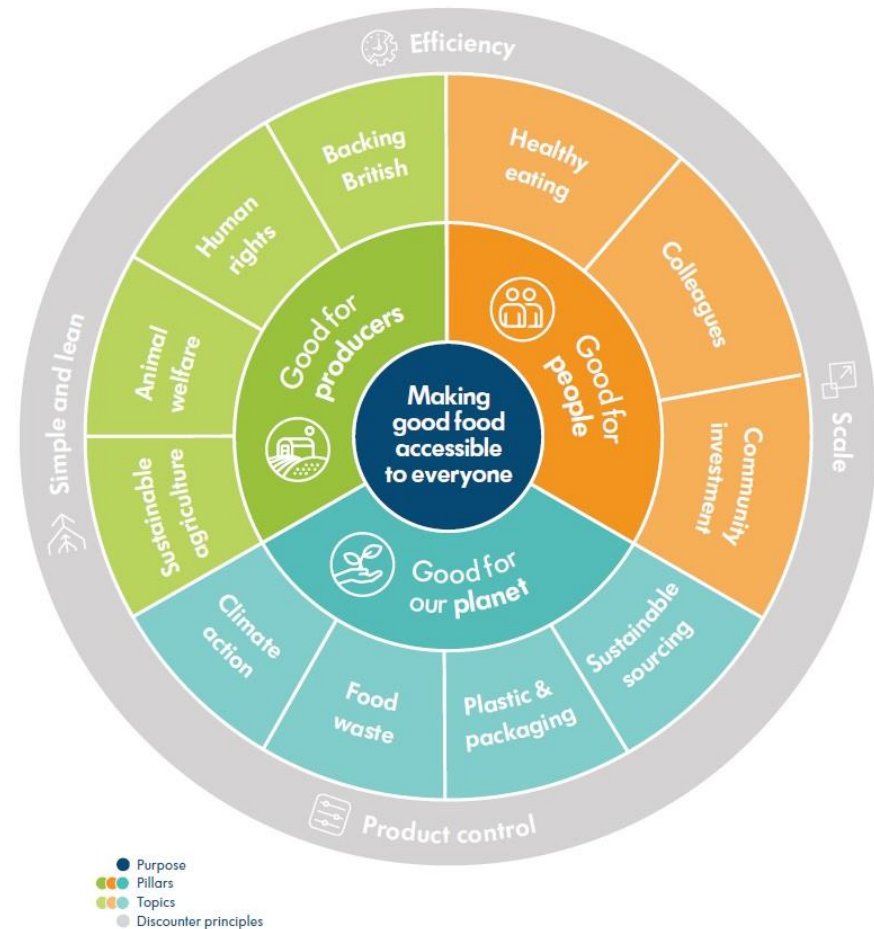 Efficiency
Scale
Product control
Simple and lean
Healthy
eating
Colleagues
Community
investment
Sustainable
sourcing
Plastic &
packaging
Food
waste
Climate
action
Sustainable
agriculture
Animal
welfare
Human
rights
Backing
British
Good for
people
Good for
our planet
Good for
producers
Making
good food
accessible
to everyone
Purpose
Pillars
Topics
Discounter principles